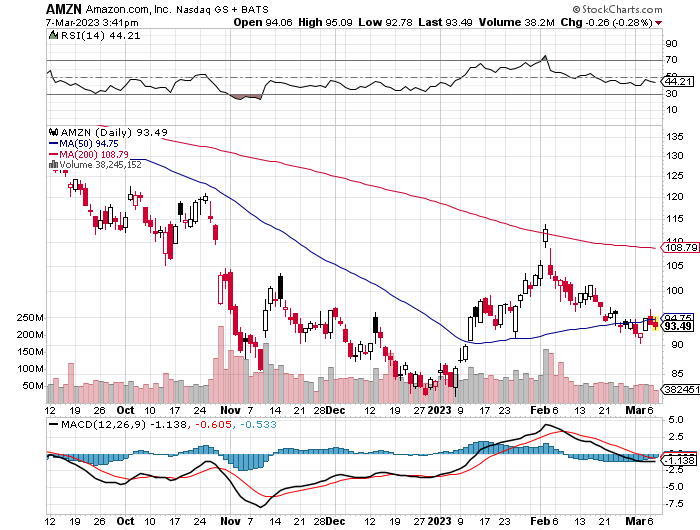 AMZN Amazon.com, Inc. Nasdaq GS + BATS
© StockCharts.com
7-Mar-2023 3:41pm
Open 94.06 High 95.09 Low 92.78 Last 93.49 Volume 38.2M Chg -0.26 (-0.28%)
RSI(14) 44.21
90
70
50
44.21
30
10
AMZN (Daily) 93.49
MA(50) 94.75
MA(200) 108.79
Volume 38,245,152
135
130
125
120
115
110
108.79
105
100
94.75
93.49
90
85
382451
250M
200M
150M
100M
50M
12 19 26 Oct 10 17 24 Nov 7 14 21 28 Dec 12 19 27 2023 9 17 23 Feb 6 13 21 Mar 6
MACD(12,26,9) -1.138, -0.605, -0.533
5.0
2.5
0.0
-1.138
-2.5
-5.0
-7.5
12 19 26 Oct 10 17 24 Nov 7 14 21 28 Dec 12 19 27 2023 9 17 23 Feb 6 13 21 Mar 6